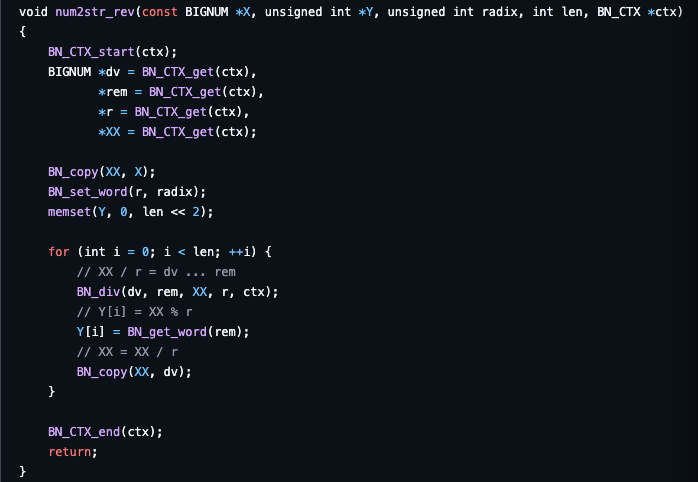 void num2str_rev(const BIGNUM *X, unsigned int *Y, unsigned int radix, int len, BN_CTX *ctx)
{
    BN_CTX_start(ctx);
    BIGNUM *dv = BN_CTX_get(ctx),
           *rem = BN_CTX_get(ctx),
           *r = BN_CTX_get(ctx),
           *XX = BN_CTX_get(ctx);

    BN_copy(XX, X);
    BN_set_word(r, radix);
    memset(Y, 0, len << 2);

    for (int i = 0; i < len; ++i) {
        // XX / r = dv ... rem
        BN_div(dv, rem, XX, r, ctx);
        // Y[i] = XX % r
        Y[i] = BN_get_word(rem);
        // XX = XX / r
        BN_copy(XX, dv);
    }

    BN_CTX_end(ctx);
    return;
}